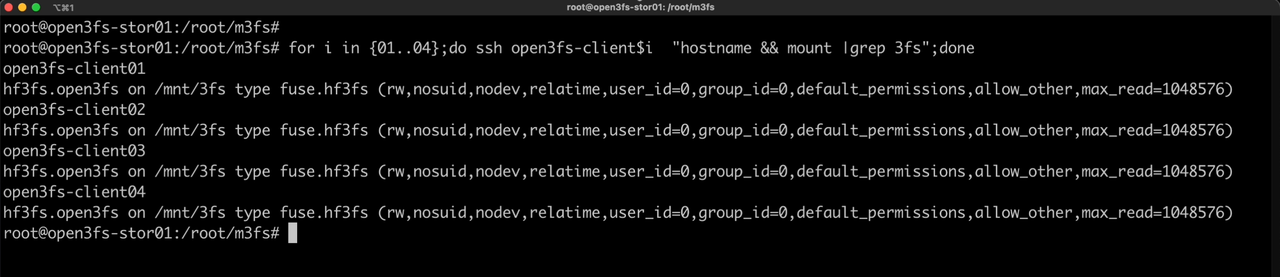 ⌥⌘1
root@open3fs-stor01: /root/m3fs
root@open3fs-stor01:/root/m3fs#
root@open3fs-stor01:/root/m3fs# for i in {01..04};do ssh open3fs-client$i  "hostname && mount |grep 3fs";done
open3fs-client01
hf3fs.open3fs on /mnt/3fs type fuse.hf3fs (rw,nosuid,nodev,relatime,user_id=0,group_id=0,default_permissions,allow_other,max_read=1048576)
open3fs-client02
hf3fs.open3fs on /mnt/3fs type fuse.hf3fs (rw,nosuid,nodev,relatime,user_id=0,group_id=0,default_permissions,allow_other,max_read=1048576)
open3fs-client03
hf3fs.open3fs on /mnt/3fs type fuse.hf3fs (rw,nosuid,nodev,relatime,user_id=0,group_id=0,default_permissions,allow_other,max_read=1048576)
open3fs-client04
hf3fs.open3fs on /mnt/3fs type fuse.hf3fs (rw,nosuid,nodev,relatime,user_id=0,group_id=0,default_permissions,allow_other,max_read=1048576)
root@open3fs-stor01:/root/m3fs#